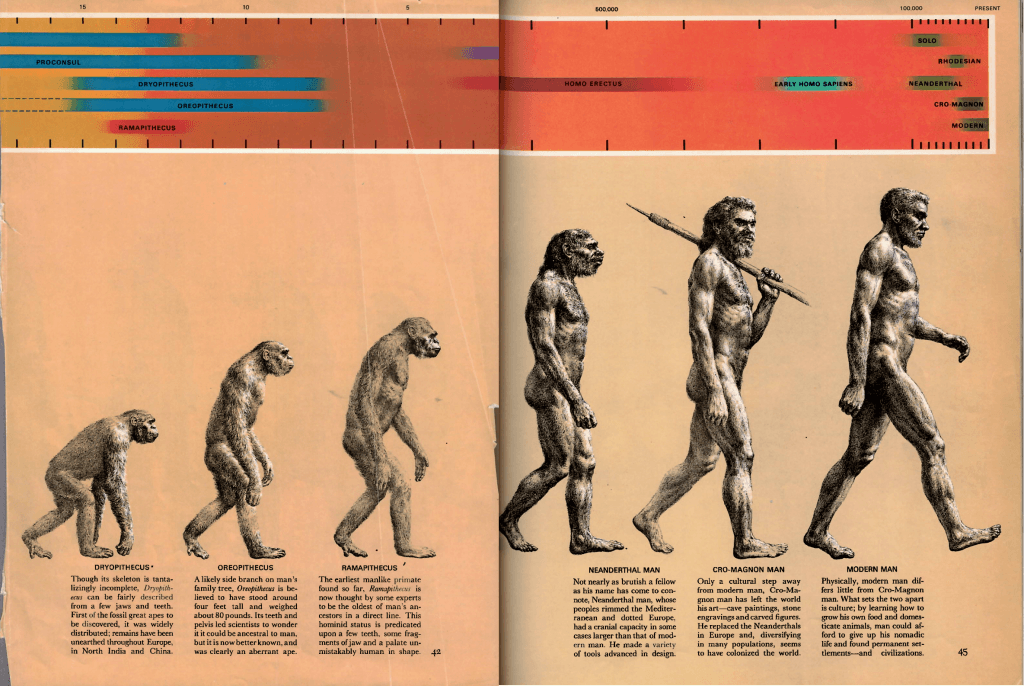 15 10 5 500,000 100,000 PRESENT
SOLO
PROCONSUL RHODESIAN
DRYOPITHECUS HOMO ERECTUS EARLY HOMO SAPIENS NEANDERTHAL
OREOPITHECUS CRO-MAGNON
RAMAPITHECUS MODERN
DRYOPITHECUS
Though its skeleton is tanta-
lizingly incomplete, Dryopith-
ecus can be fairly described
from a few jaws and teeth.
First of the fossil great apes to
be discovered, it was widely
distributed; remains have been
unearthed throughout Europe,
in North India and China.
OREOPITHECUS
A likely side branch on man's
family tree, Oreopithecus is be-
lieved to have stood around
four feet tall and weighed
about 80 pounds. Its teeth and
pelvis led scientists to wonder
if it could be ancestral to man,
but it is now better known, and
was clearly an aberrant ape.
RAMAPITHECUS
The earliest manlike primate
found so far, Ramapithecus is
now thought by some experts
to be the oldest of man's an-
cestors in a direct line. This
hominid status is predicated
upon a few teeth, some frag-
ments of jaw and a palate un-
mistakably human in shape.
42
NEANDERTHAL MAN
Not nearly as brutish a fellow
as his name has come to con-
note, Neanderthal man, whose
peoples rimmed the Mediter-
ranean and dotted Europe,
had a cranial capacity in some
cases larger than that of mod-
ern man. He made a variety
of tools advanced in design.
CRO-MAGNON MAN
Only a cultural step away
from modern man, Cro-Ma-
gnon man has left the world
his art—cave paintings, stone
engravings and carved figures.
He replaced the Neanderthals
in Europe and, diversifying
in many populations, seems
to have colonized the world.
MODERN MAN
Physically, modern man dif-
fers little from Cro-Magnon
man. What sets the two apart
is culture; by learning how to
grow his own food and domes-
ticate animals, man could af-
ford to give up his nomadic
life and found permanent set-
tlements—and civilizations.
45